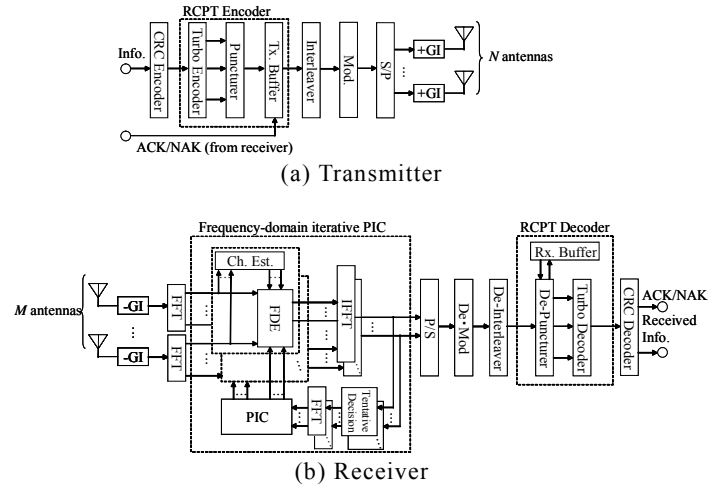 RCPT Encoder
Info.
CRC Encoder
Turbo Encoder
Puncturer
Tx. Buffer
Interleaver
Mod.
S/P
+GI
...
+GI
N antennas
ACK/NAK (from receiver)
(a) Transmitter
Frequency-domain iterative PIC
RCPT Decoder
M antennas
-GI
...
-GI
FFT
FFT
Ch. Est.
FDE
IFFT
PIC
FFT
Tentative
Decision
P/S
De•Mod
De-Interleaver
Rx. Buffer
De-Puncturer
Turbo Decoder
CRC Decoder
ACK/NAK
Received
Info.
(b) Receiver